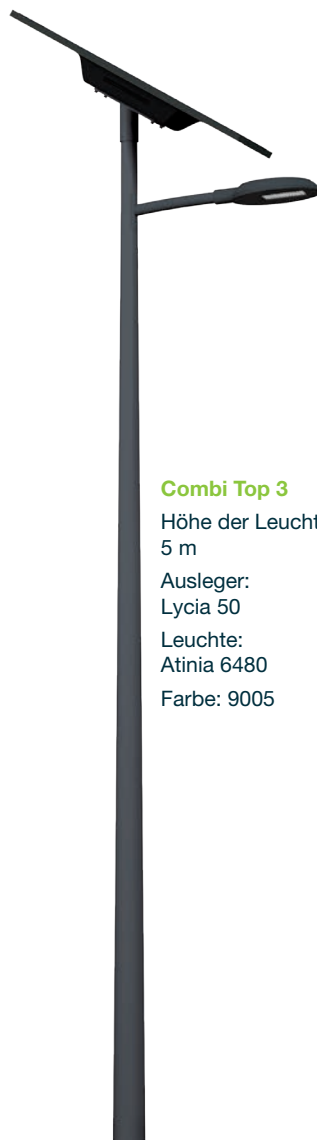 Combi Top 3
Höhe der Leucht
5 m
Ausleger:
Lycia 50
Leuchte:
Atinia 6480
Farbe: 9005